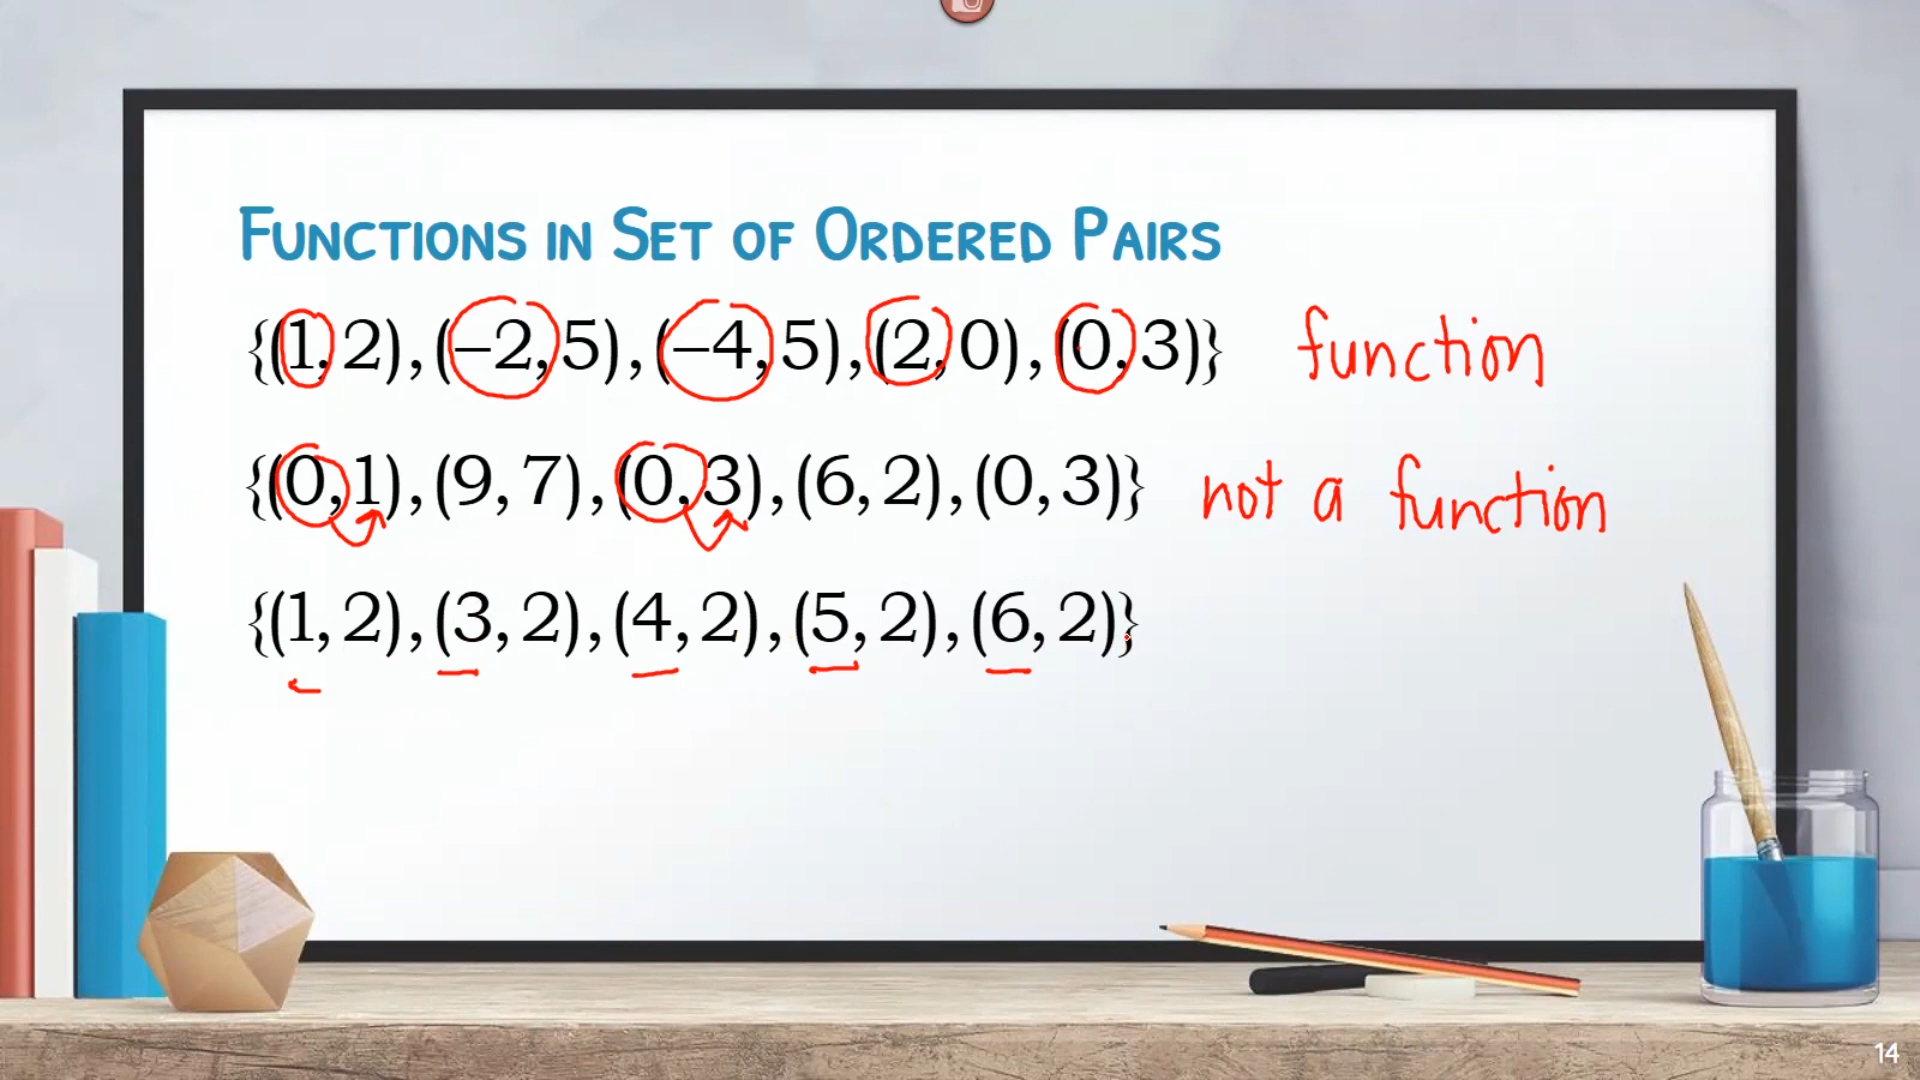 FUNCTIONS IN SET OF ORDERED PAIRS
{(1, 2), (–2, 5), (–4, 5), (2, 0), (0, 3)} function
{(0, 1), (9, 7), (0, 3), (6, 2), (0, 3)} not a function
{(1, 2), (3, 2), (4, 2), (5, 2), (6, 2)}
14